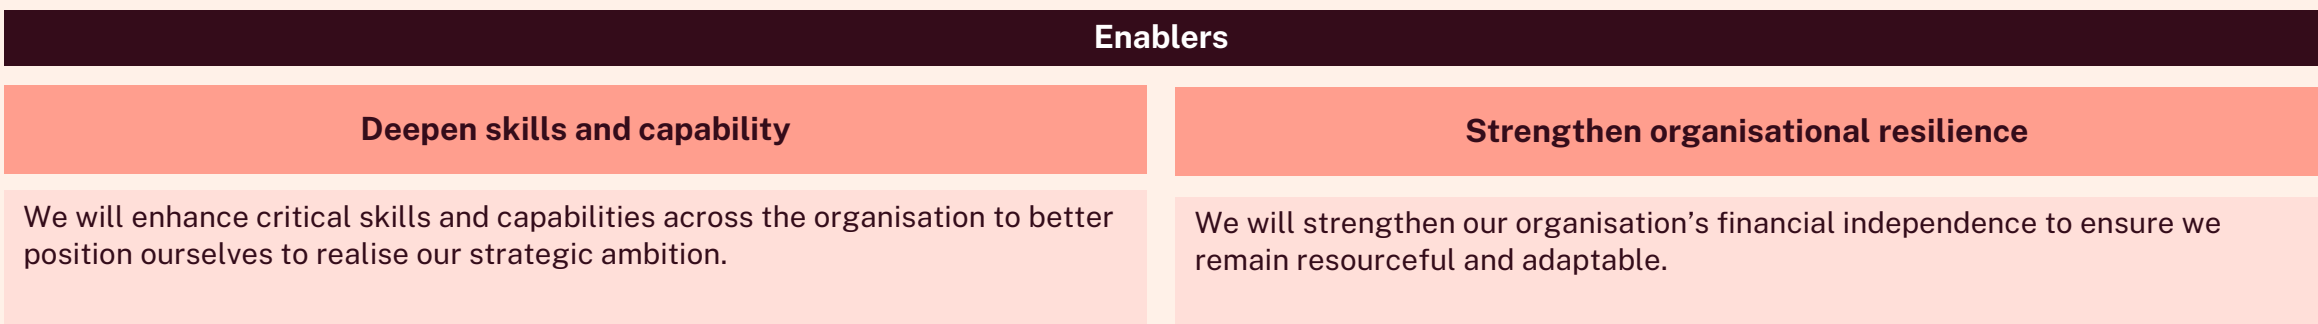 Enablers
Deepen skills and capability
Strengthen organisational resilience
We will enhance critical skills and capabilities across the organisation to better
position ourselves to realise our strategic ambition.
We will strengthen our organisation’s financial independence to ensure we
remain resourceful and adaptable.